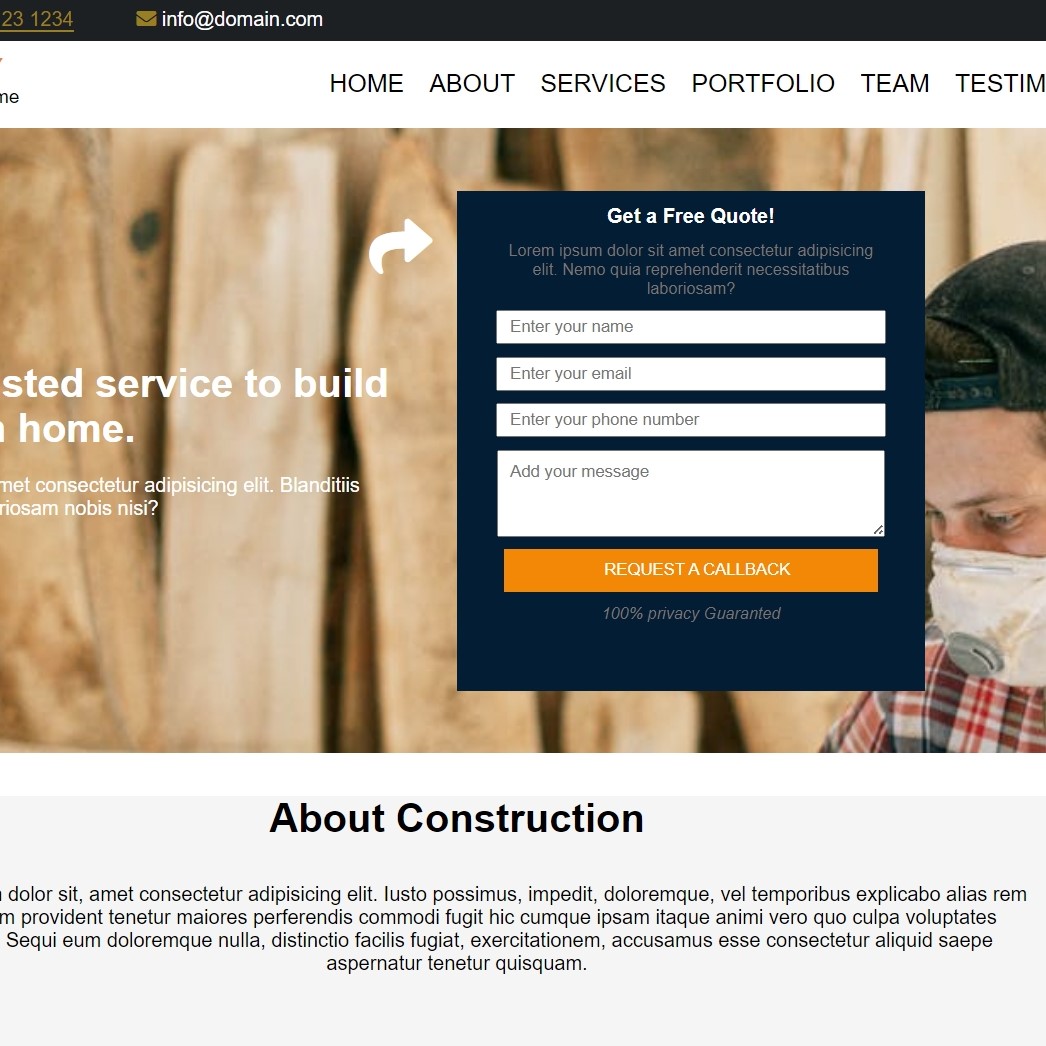 23 1234 info@domain.com
me HOME ABOUT SERVICES PORTFOLIO TEAM TESTIM
Get a Free Quote!
Lorem ipsum dolor sit amet consectetur adipisicing
elit. Nemo quia reprehenderit necessitatibus
laboriosam?
Enter your name
Enter your email
Enter your phone number
Add your message
REQUEST A CALLBACK
100% privacy Guaranted
sted service to build
home.
met consectetur adipisicing elit. Blanditiis
riosam nobis nisi?
About Construction
dolor sit, amet consectetur adipisicing elit. Iusto possimus, impedit, doloremque, vel temporibus explicabo alias rem
m provident tenetur maiores perferendis commodi fugit hic cumque ipsam itaque animi vero quo culpa voluptates
Sequi eum doloremque nulla, distinctio facilis fugiat, exercitationem, accusamus esse consectetur aliquid saepe
aspernatur tenetur quisquam.